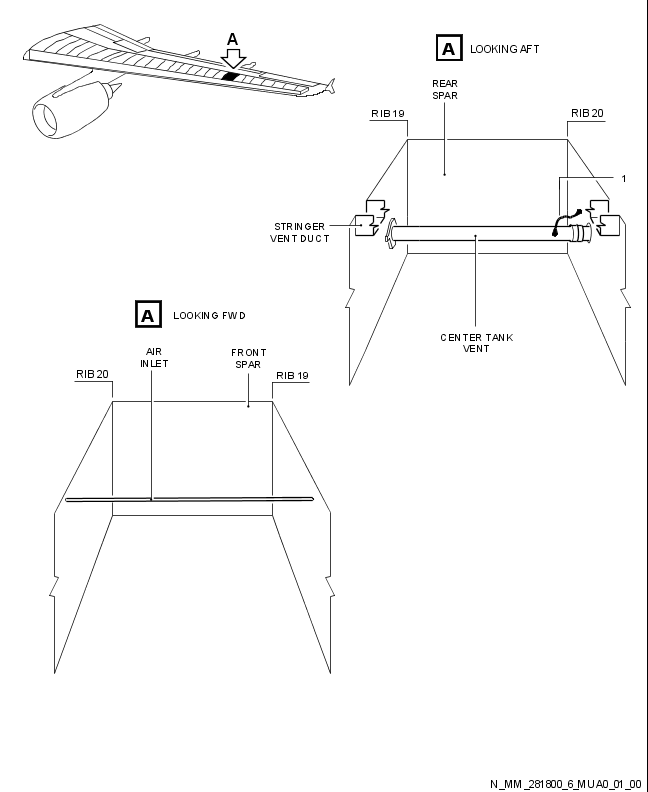 A
A LOOKING AFT
REAR
SPAR
RIB 19
RIB 20
1
STRINGER
VENT DUCT
CENTER TANK
VENT
A LOOKING FWD
AIR
INLET
FRONT
SPAR
RIB 20
RIB 19
N_MM_281800_6_MUA0_01_00